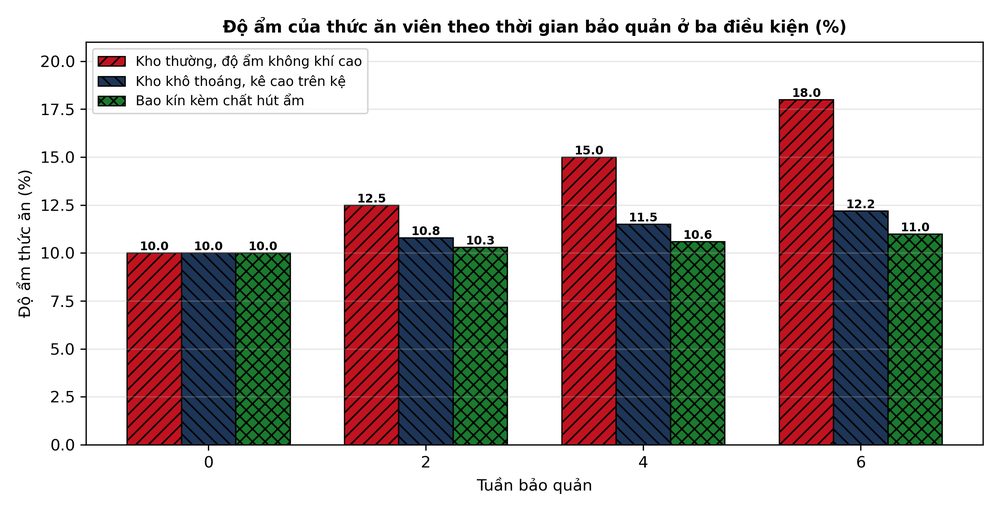 Độ ẩm của thức ăn viên theo thời gian bảo quản ở ba điều kiện (%)
Kho thường, độ ẩm không khí cao
Kho khô thoáng, kê cao trên kệ
Bao kín kèm chất hút ẩm
Độ ẩm thức ăn (%)
20.0
17.5
15.0
12.5
10.0
7.5
5.0
2.5
0.0
10.0 10.0 10.0
12.5 10.8 10.3
15.0 11.5 10.6
18.0 12.2 11.0
0 2 4 6
Tuần bảo quản